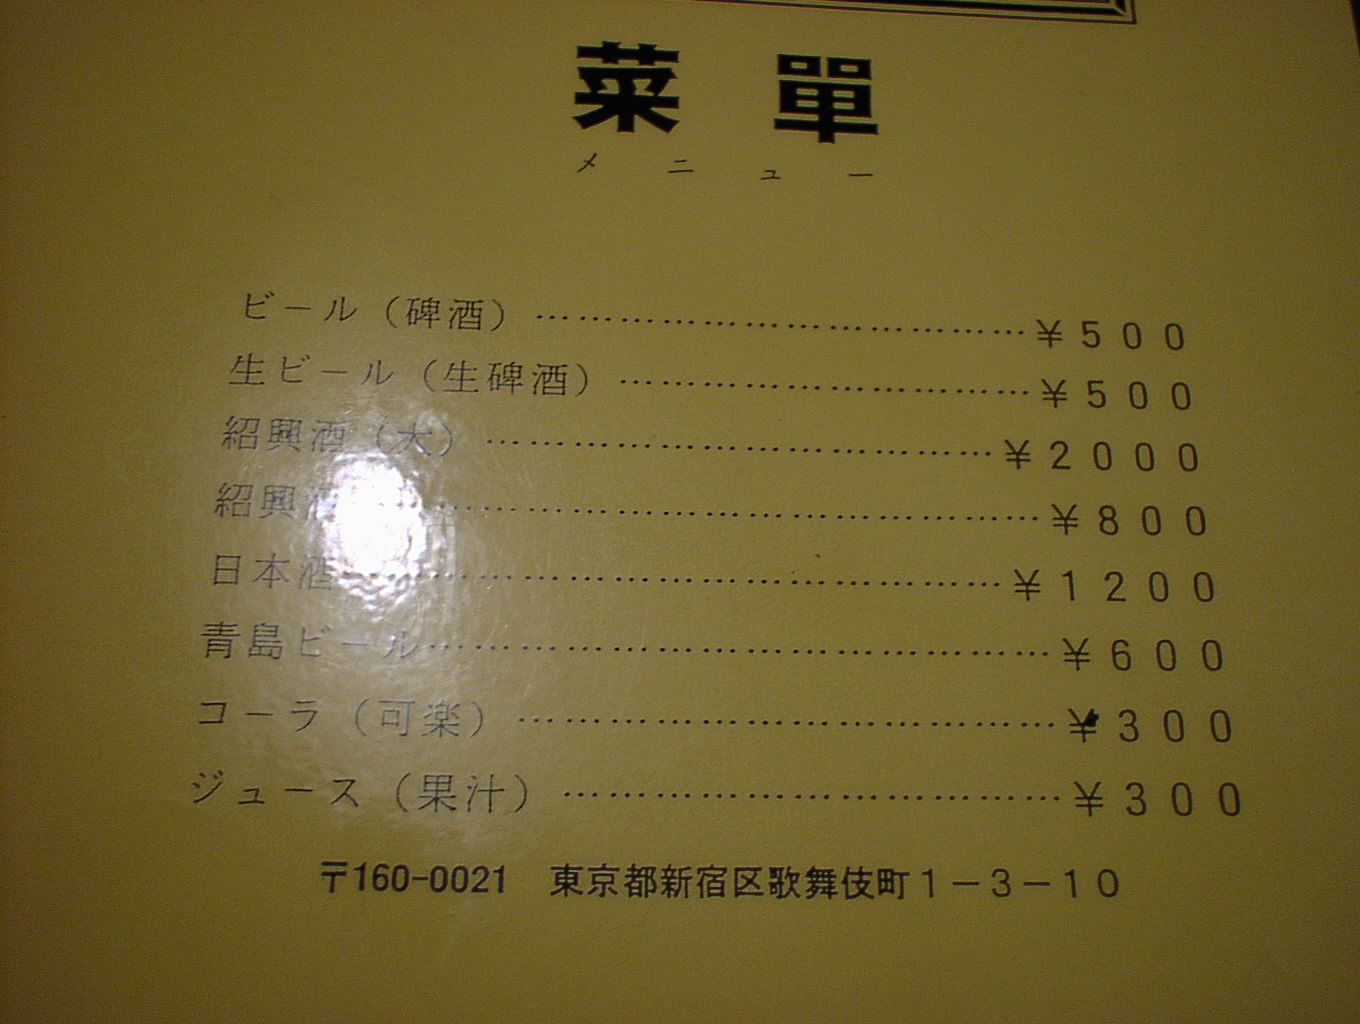 菜單
メニュー
ビール（碑酒）……………………………¥500
生ビール（生碑酒）………………………¥500
紹興酒（大）……………………………¥2000
紹興……………………………………¥800
日本酒…………………………………¥1200
青島ビール……………………………………¥600
コーラ（可楽）………………………………¥300
ジュース（果汁）……………………………¥300
〒160-0021 東京都新宿区歌舞伎町1－3－10